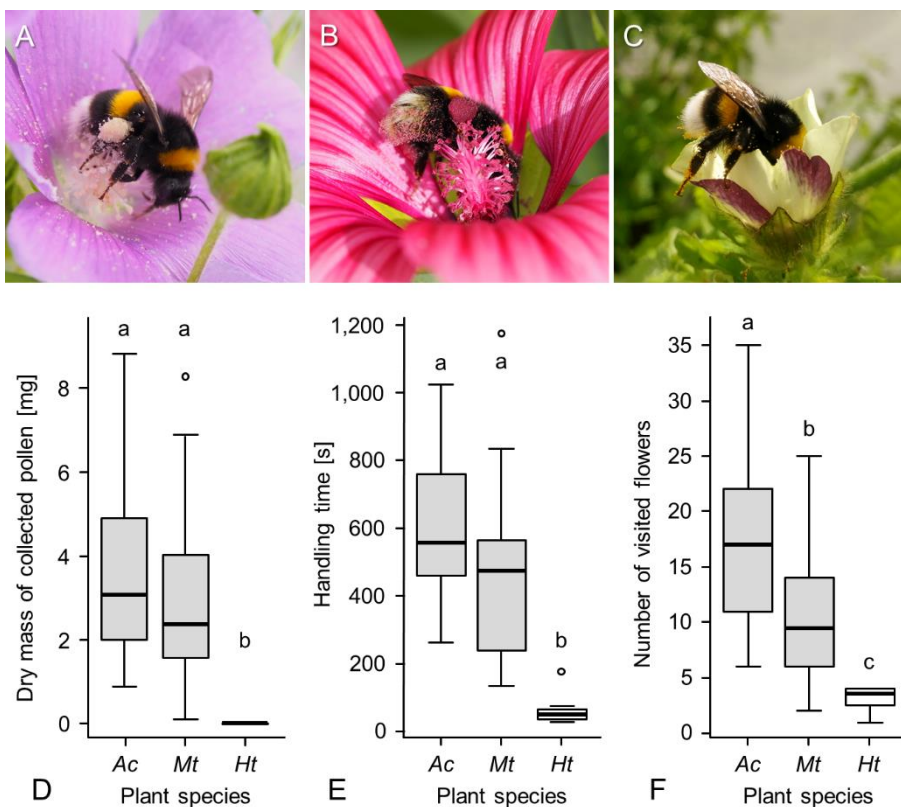 A
B
C
a
a
b
8
6
4
2
0
Dry mass of collected pollen [mg]
Ac
Mt
Ht
D
Plant species
1,200
1,000
800
600
400
200
0
Handling time [s]
a
a
b
Ac
Mt
Ht
E
Plant species
35
30
25
20
15
10
5
0
Number of visited flowers
a
b
c
Ac
Mt
Ht
F
Plant species